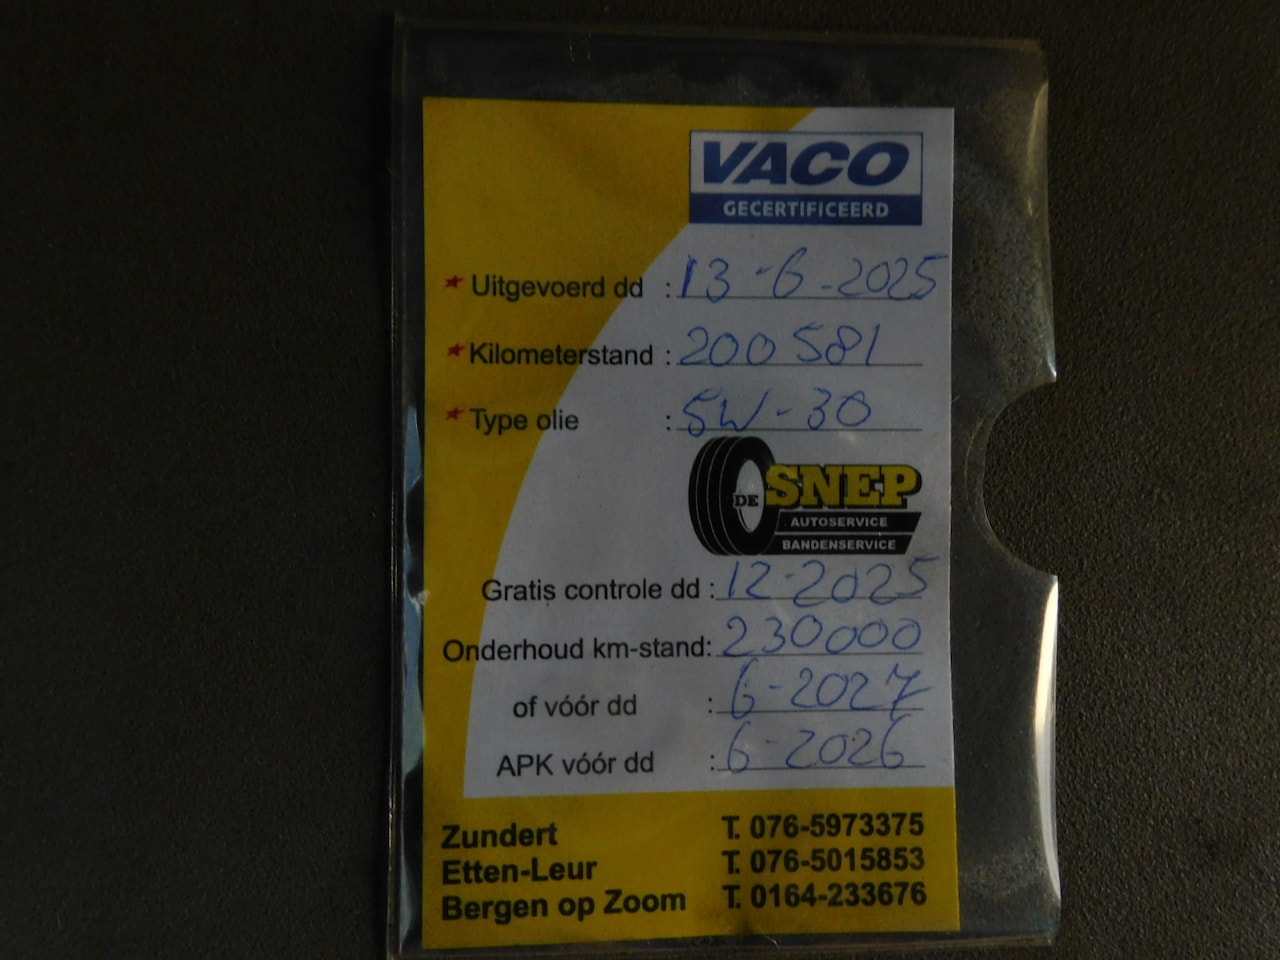 VACO
GECERTIFICEERD
* Uitgevoerd dd : 13-6-2025
* Kilometerstand : 200581
* Type olie : 5W-30
DE SNEP
AUTOSERVICE
BANDENSERVICE
Gratis controle dd : 12-2025
Onderhoud km-stand: 230000
of vóór dd : 6-2027
APK vóór dd : 6-2026
Zundert T. 076-5973375
Etten-Leur T. 076-5015853
Bergen op Zoom T. 0164-233676